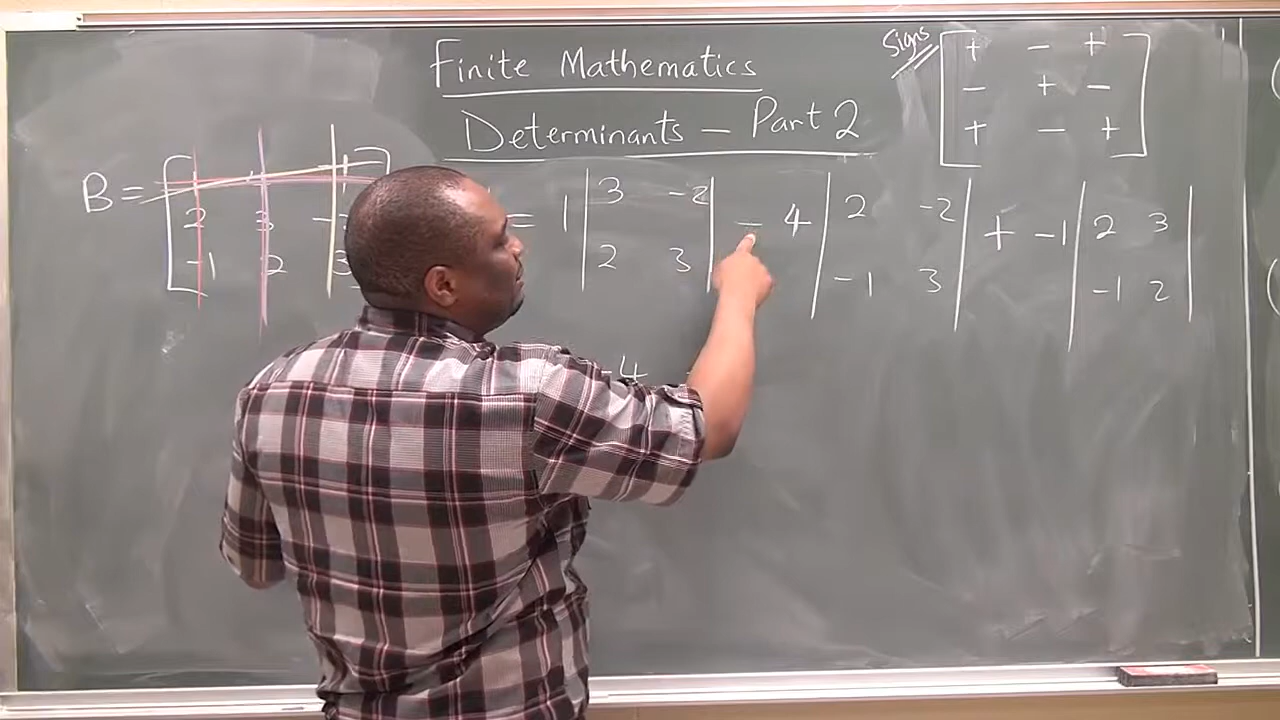 Finite Mathematics
Determinants – Part 2
Signs
+ - +
- + -
+ - +
B =
2 3
-1 2 3
= 1 | 3 -2 | - 4 | 2 -2 | + -1 | 2 3 |
| 2 3 | | -1 3 | | -1 2 |
-4